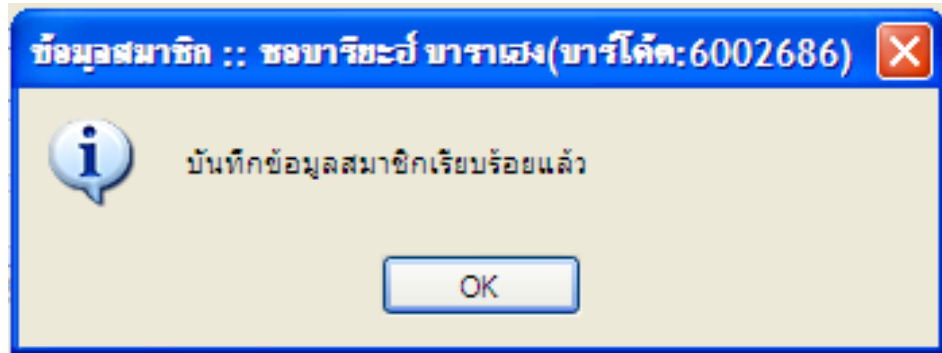 ข้อมูลสมาชิก :: ซอบารียะฮ์ บาราเฮง(บาร์โค้ด:6002686)
บันทึกข้อมูลสมาชิกเรียบร้อยแล้ว
OK